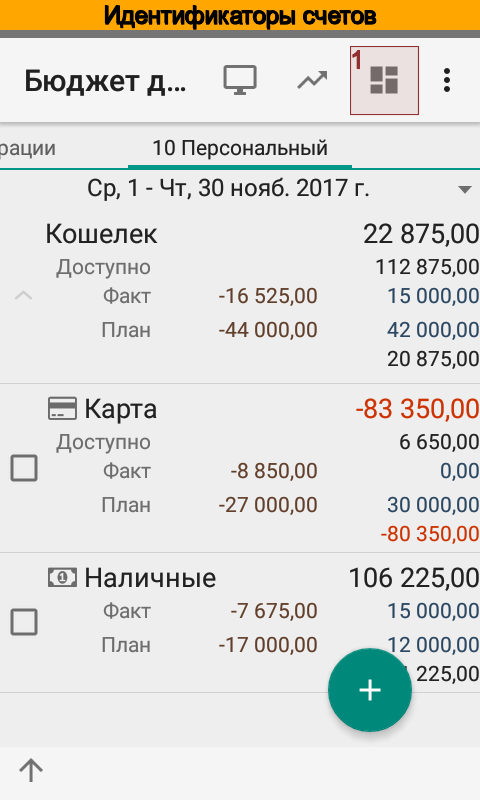 Идентификаторы счетов
1
Бюджет д...
рации 10 Персональный
Ср, 1 - Чт, 30 нояб. 2017 г.
Кошелек 22 875,00
Доступно 112 875,00
Факт -16 525,00 15 000,00
План -44 000,00 42 000,00
20 875,00
Карта -83 350,00
Доступно 6 650,00
Факт -8 850,00 0,00
План -27 000,00 30 000,00
-80 350,00
Наличные 106 225,00
Факт -7 675,00 15 000,00
План -17 000,00 12 000,00
225,00